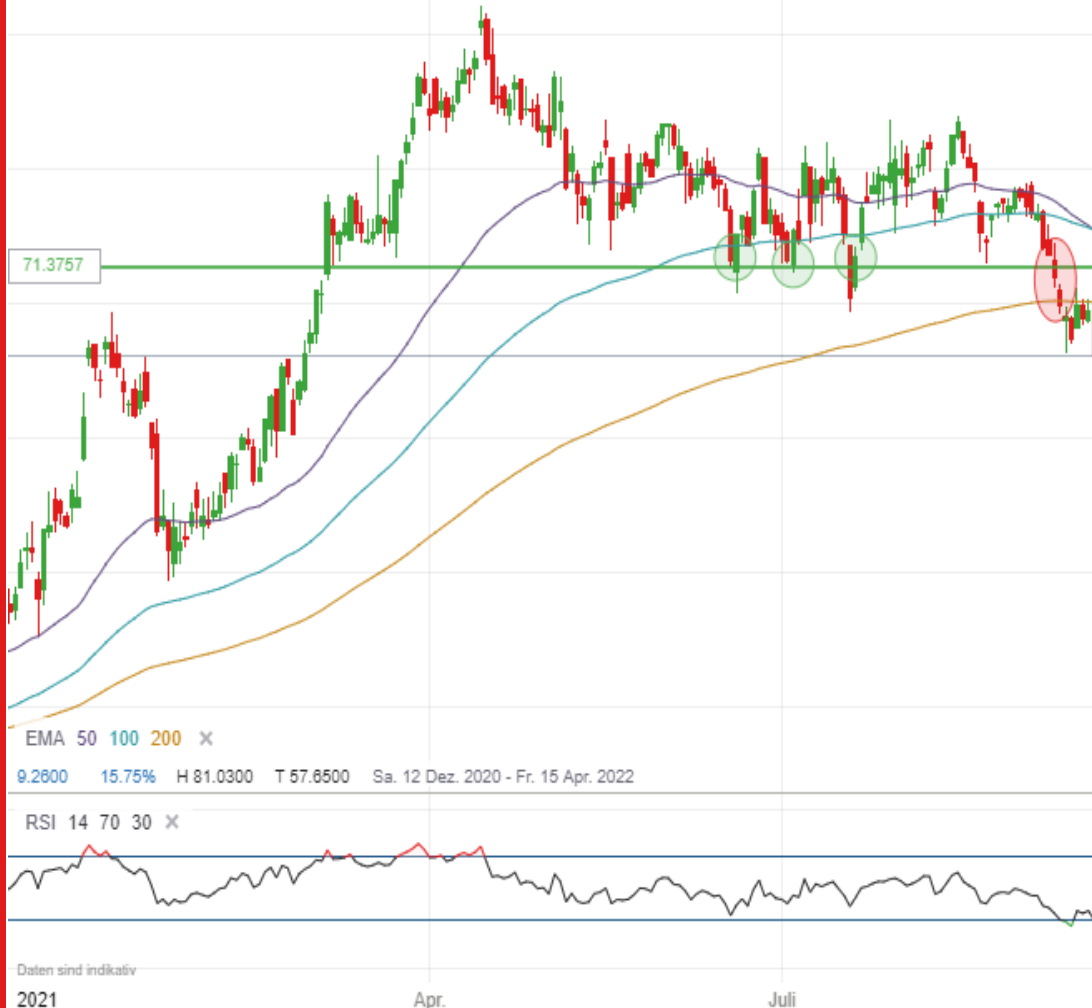 71.3757
EMA 50 100 200 ×
9.2600 15.75% H 81.0300 T 57.6500 Sa. 12 Dez. 2020 - Fr. 15 Apr. 2022
RSI 14 70 30 ×
Daten sind indikativ
2021 Apr. Juli